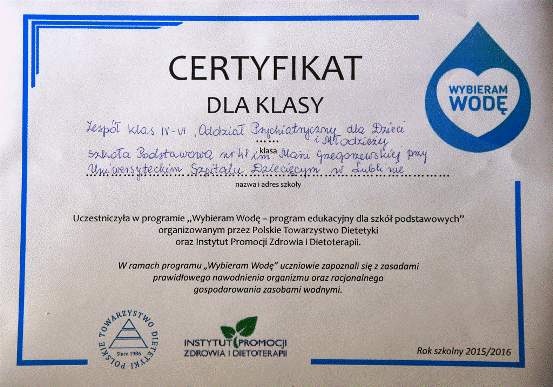 CERTYFIKAT
DLA KLASY
WYBIERAM
WODĘ
Zespół klas IV-VI, Oddział Psychiatryczny dla Dzieci
i Młodzieży
klasa
Szkoła Podstawowa nr 41 im. Marii Grzegorzewskiej przy
Uniwersyteckim Szpitalu Dziecięcym w Lublinie
nazwa i adres szkoły
Uczestniczyła w programie „Wybieram Wodę – program edukacyjny dla szkół podstawowych”
organizowanym przez Polskie Towarzystwo Dietetyki
oraz Instytut Promocji Zdrowia i Dietoterapii.
W ramach programu „Wybieram Wodę” uczniowie zapoznali się z zasadami
prawidłowego nawodnienia organizmu oraz racjonalnego
gospodarowania zasobami wodnymi.
POLSKIE TOWARZYSTWO DIETETYKI
Since 1986
INSTYTUT PROMOCJI
ZDROWIA I DIETOTERAPII
Rok szkolny 2015/2016